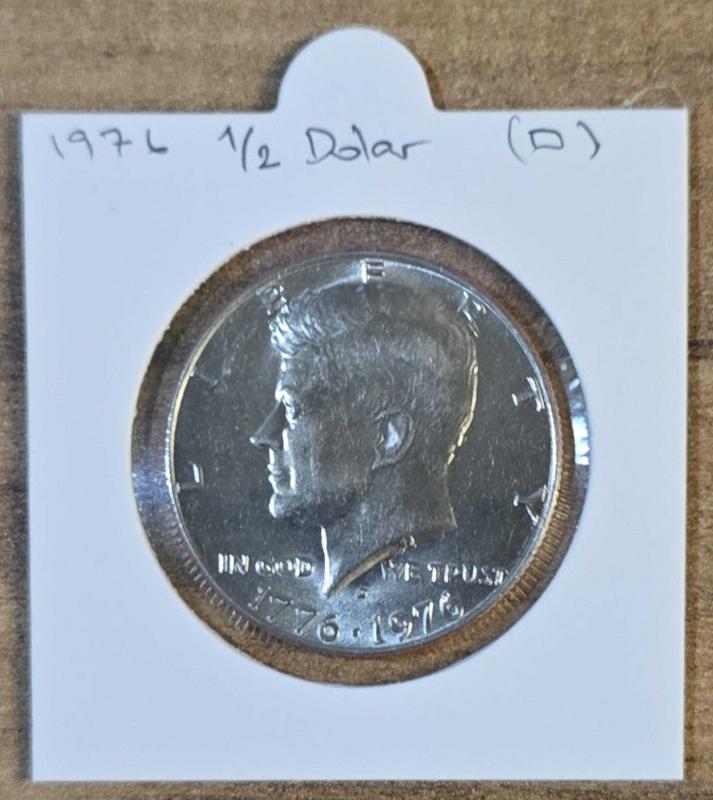 1976 1/2 Dolar (D)
LIBERTY
IN GOD WE TRUST
1776·1976